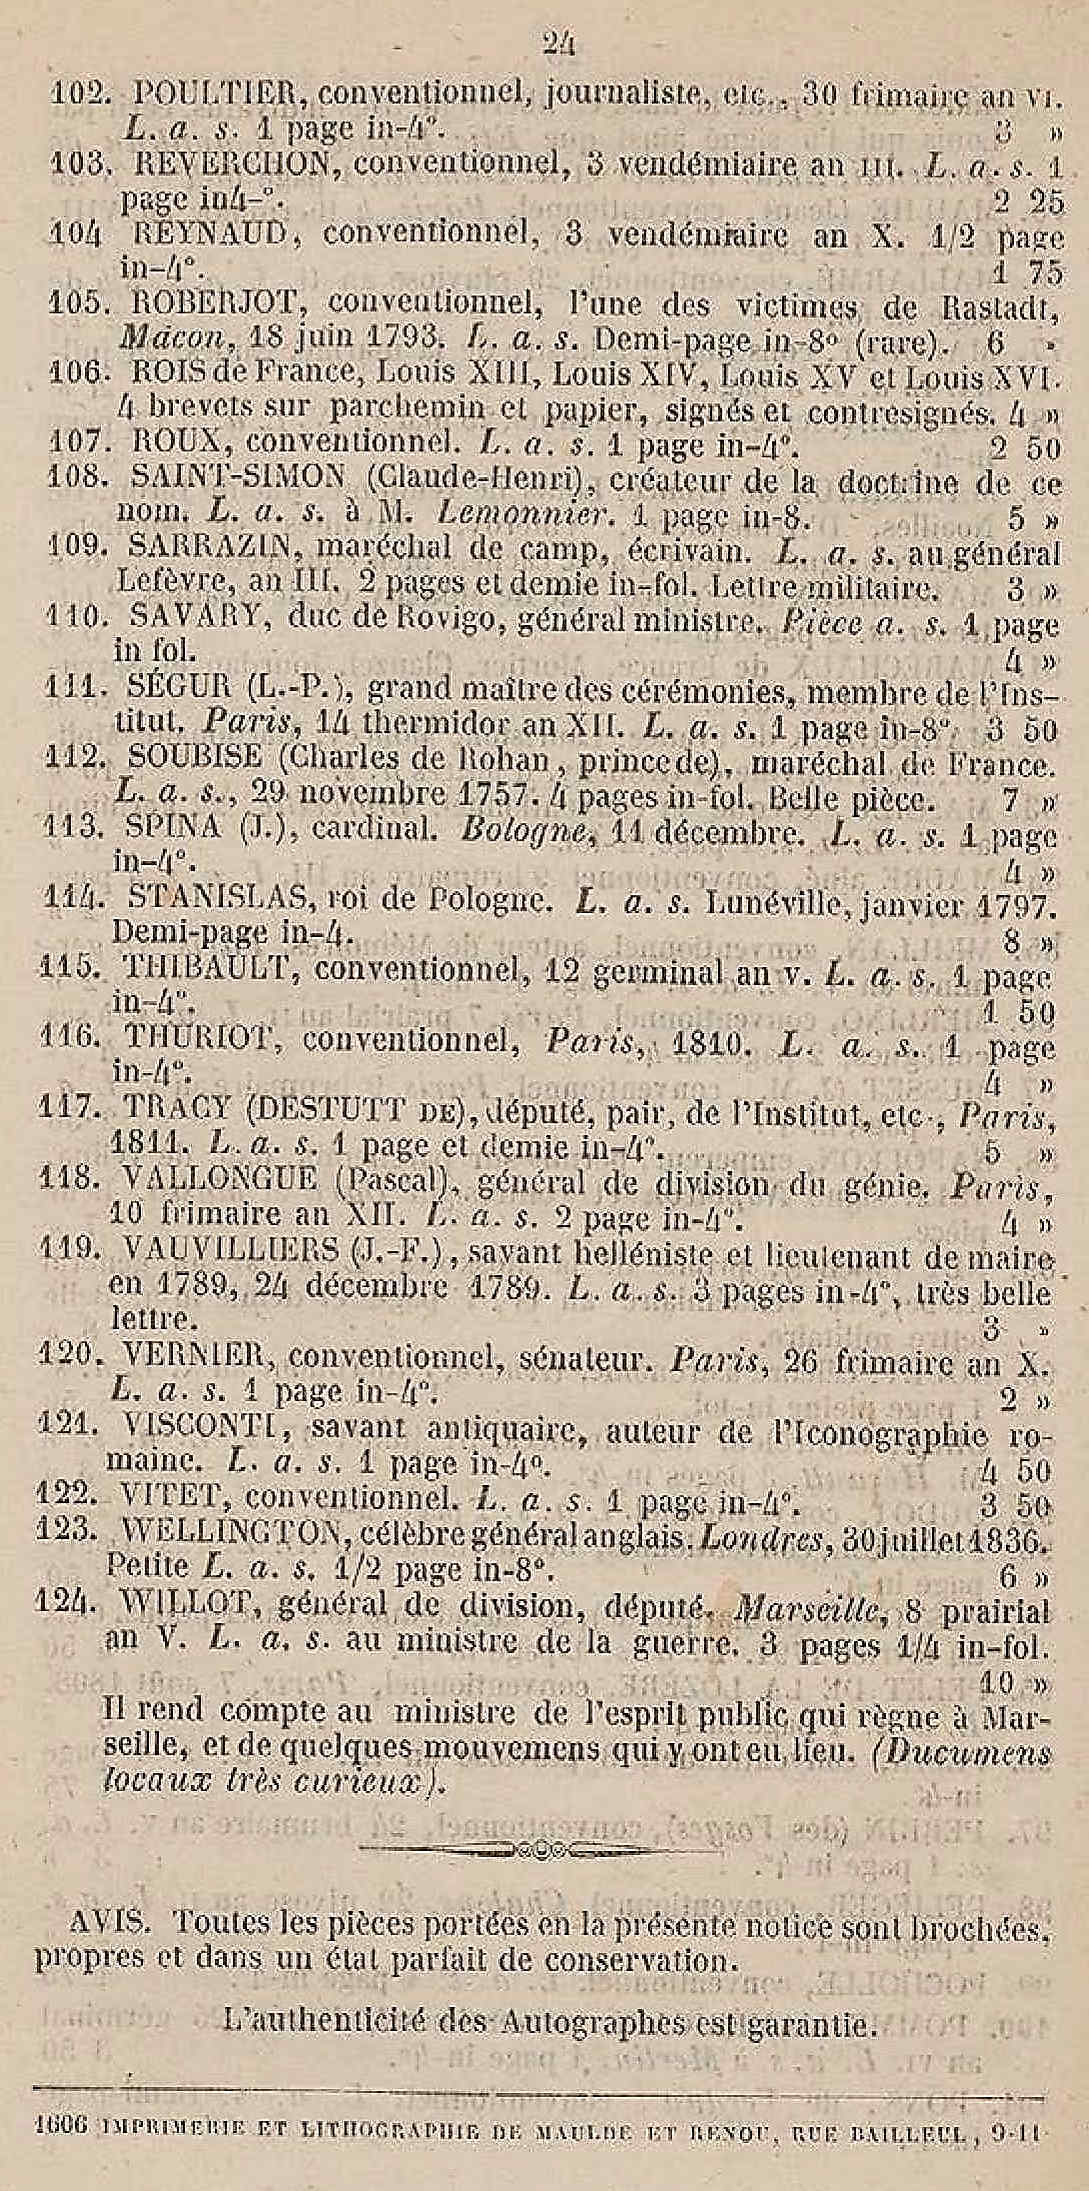 24
102. POULTIER, conventionnel, journaliste, etc., 30 frimaire an VI.
L. a. s. 1 page in-4°. 3 »
103. REVERCHON, conventionnel, 3 vendémiaire an III. L. a. s. 1
page in4-°. 2 25
104 REYNAUD, conventionnel, 3 vendémiaire an X. 1/2 page
in-4°. 1 75
105. ROBERJOT, conventionnel, l'une des victimes de Rastadt,
Mâcon, 18 juin 1793. L. a. s. Demi-page in-8° (rare). 6 »
106. ROIS de France, Louis XIII, Louis XIV, Louis XV et Louis XVI.
4 brevets sur parchemin et papier, signés et contresignés. 4 »
107. ROUX, conventionnel. L. a. s. 1 page in-4°. 2 50
108. SAINT-SIMON (Claude-Henri), créateur de la doctrine de ce
nom. L. a. s. à M. Lemonnier. 1 page in-8. 5 »
109. SARRAZIN, maréchal de camp, écrivain. L. a. s. au général
Lefèvre, an III. 2 pages et demie in-fol. Lettre militaire. 3 »
110. SAVARY, duc de Rovigo, général ministre. Pièce a. s. 1 page
in fol. 4 »
111. SÉGUR (L.-P.), grand maître des cérémonies, membre de l'Ins-
titut. Paris, 14 thermidor an XII. L. a. s. 1 page in-8°. 3 50
112. SOUBISE (Charles de Rohan, prince de), maréchal de France.
L. a. s., 29 novembre 1757. 4 pages in-fol. Belle pièce. 7 »
113. SPINA (J.), cardinal. Bologne, 11 décembre. L. a. s. 1 page
in-4°. 4 »
114. STANISLAS, roi de Pologne. L. a. s. Lunéville, janvier 1797.
Demi-page in-4. 8 »
115. THIBAULT, conventionnel, 12 germinal an V. L. a. s. 1 page
in-4°. 1 50
116. THURIOT, conventionnel, Paris, 1810. L. a. s. 1 page
in-4°. 4 »
117. TRACY (DESTUTT DE), député, pair, de l'Institut, etc., Paris,
1811. L. a. s. 1 page et demie in-4°. 5 »
118. VALLONGUE (Pascal), général de division du génie. Paris,
10 frimaire an XII. L. a. s. 2 page in-4°. 4 »
119. VAUVILLIERS (J.-F.), savant helléniste et lieutenant de maire
en 1789, 24 décembre 1789. L. a. s. 3 pages in-4°, très belle
lettre. 3 »
120. VERNIER, conventionnel, sénateur. Paris, 26 frimaire an X.
L. a. s. 1 page in-4°. 2 »
121. VISCONTI, savant antiquaire, auteur de l'Iconographie ro-
maine. L. a. s. 1 page in-4°. 4 50
122. VITET, conventionnel. L. a. s. 1 page in-4°. 3 50
123. WELLINGTON, célèbre général anglais. Londres, 30 juillet 1836.
Petite L. a. s. 1/2 page in-8°. 6 »
124. WILLOT, général de division, député. Marseille, 8 prairial
an V. L. a. s. au ministre de la guerre. 3 pages 1/4 in-fol.
10 »
Il rend compte au ministre de l'esprit public qui règne à Mar-
seille, et de quelques mouvemens qui y ont eu lieu. (Ducumens
locaux très curieux).
AVIS. Toutes les pièces portées en la présente notice sont brochées,
propres et dans un état parfait de conservation.
L'authenticité des Autographes est garantie.
1606 IMPRIMERIE ET LITHOGRAPHIE DE MAULDE ET RENOU, RUE BAILLEUL, 9-11